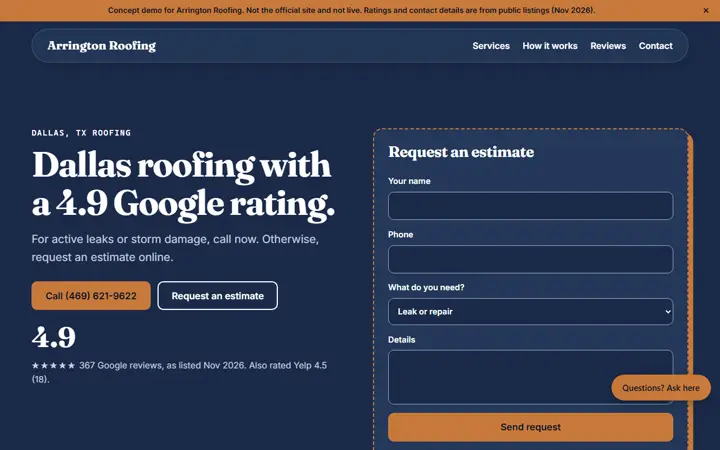 Concept demo for Arrington Roofing. Not the official site and not live. Ratings and contact details are from public listings (Nov 2026).
×
Arrington Roofing
Services
How it works
Reviews
Contact
DALLAS, TX ROOFING
Dallas roofing with
a 4.9 Google rating.
For active leaks or storm damage, call now. Otherwise,
request an estimate online.
Call (469) 621-9622
Request an estimate
4.9
★★★★★ 367 Google reviews, as listed Nov 2026. Also rated Yelp 4.5
(18).
Request an estimate
Your name
Phone
What do you need?
Leak or repair
Details
Questions? Ask here
Send request